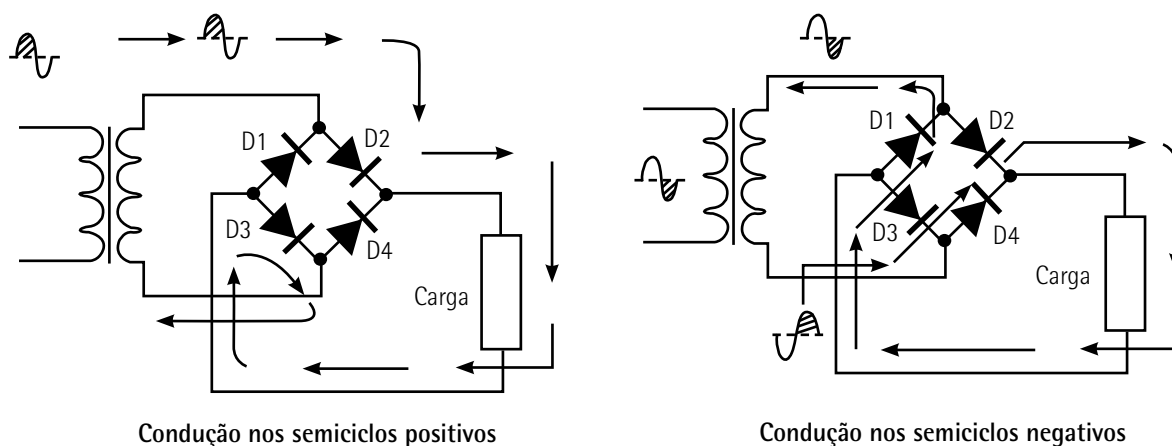 D1
D2
D3
D4
Carga
Condução nos semiciclos positivos
D1
D2
D3
D4
Carga
Condução nos semiciclos negativos